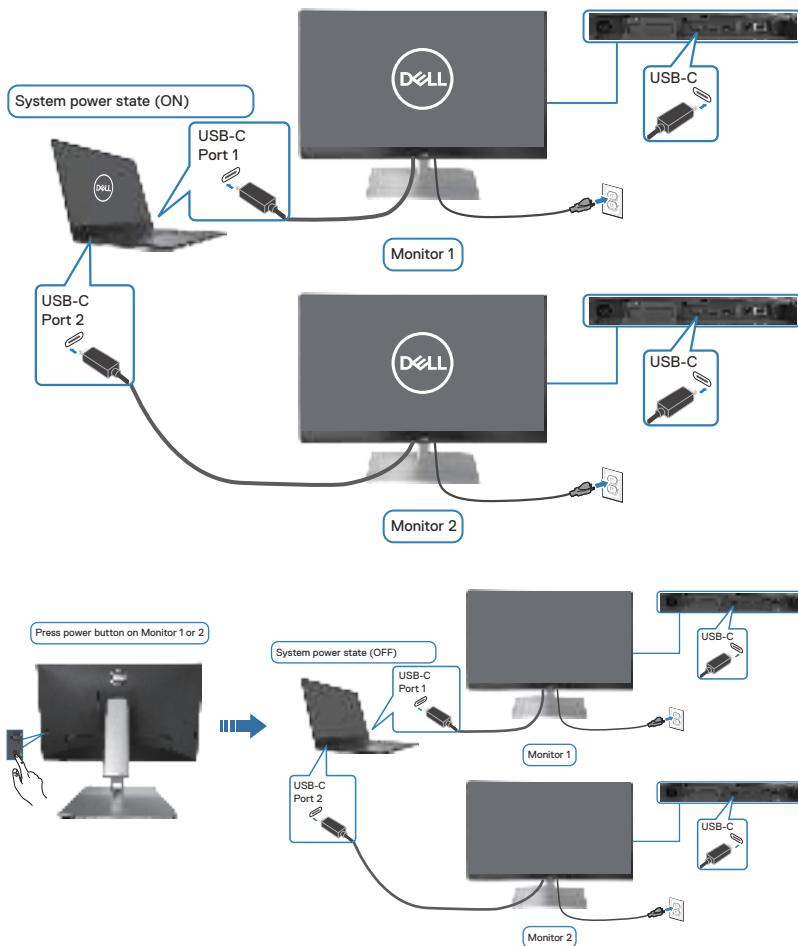 DELL
USB-C
System power state (ON)
USB-C
Port 1
DELL
Monitor 1
USB-C
Port 2
DELL
USB-C
Monitor 2
Press power button on Monitor 1 or 2
System power state (OFF)
USB-C
Port 1
USB-C
Monitor 1
USB-C
Port 2
USB-C
Monitor 2